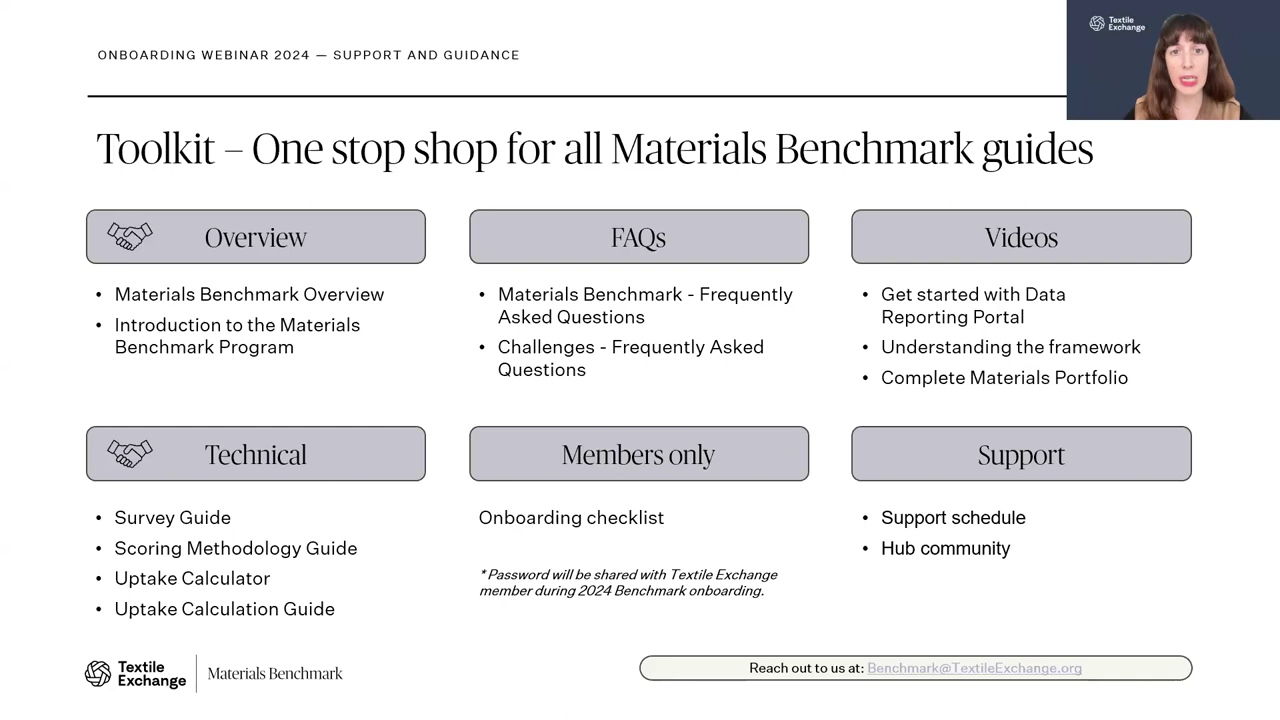 ONBOARDING WEBINAR 2024 — SUPPORT AND GUIDANCE
Textile
Exchange
Toolkit – One stop shop for all Materials Benchmark guides
Overview
• Materials Benchmark Overview
• Introduction to the Materials
Benchmark Program
FAQs
• Materials Benchmark - Frequently
Asked Questions
• Challenges - Frequently Asked
Questions
Videos
• Get started with Data
Reporting Portal
• Understanding the framework
• Complete Materials Portfolio
Technical
• Survey Guide
• Scoring Methodology Guide
• Uptake Calculator
• Uptake Calculation Guide
Members only
Onboarding checklist
* Password will be shared with Textile Exchange
member during 2024 Benchmark onboarding.
Support
• Support schedule
• Hub community
Textile
Exchange
Materials Benchmark
Reach out to us at: Benchmark@TextileExchange.org